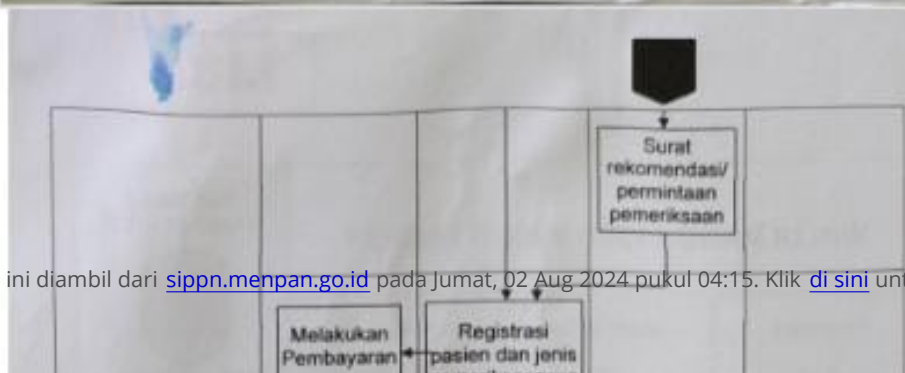 Surat
rekomendasi/
permintaan
pemeriksaan
ini diambil dari sippn.menpan.go.id pada Jumat, 02 Aug 2024 pukul 04:15. Klik di sini unt
Melakukan
Pembayaran
Registrasi
pasien dan jenis